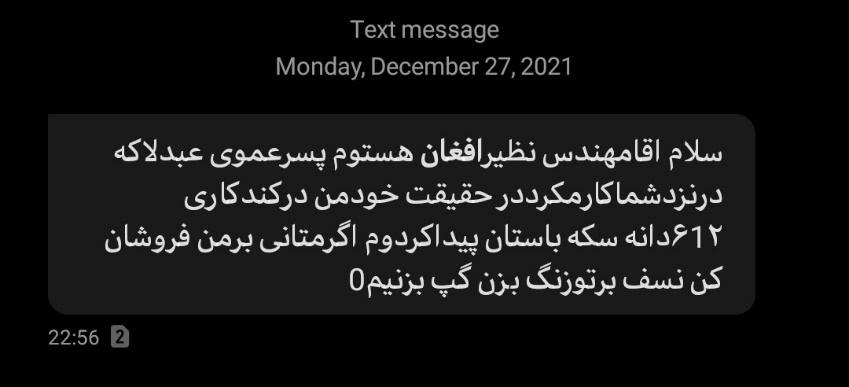 Text message
Monday, December 27, 2021
سلام اقامهندس نظیرافغان هستوم پسرعموی عبدلاکه
درنزدشماکارمکرددر حقیقت خودمن درکندکاری
۶1۲دانه سکه باستان پیداکردوم اگرمتانی برمن فروشان
کن نسف برتوزنگ بزن گپ بزنیم0
22:56 2